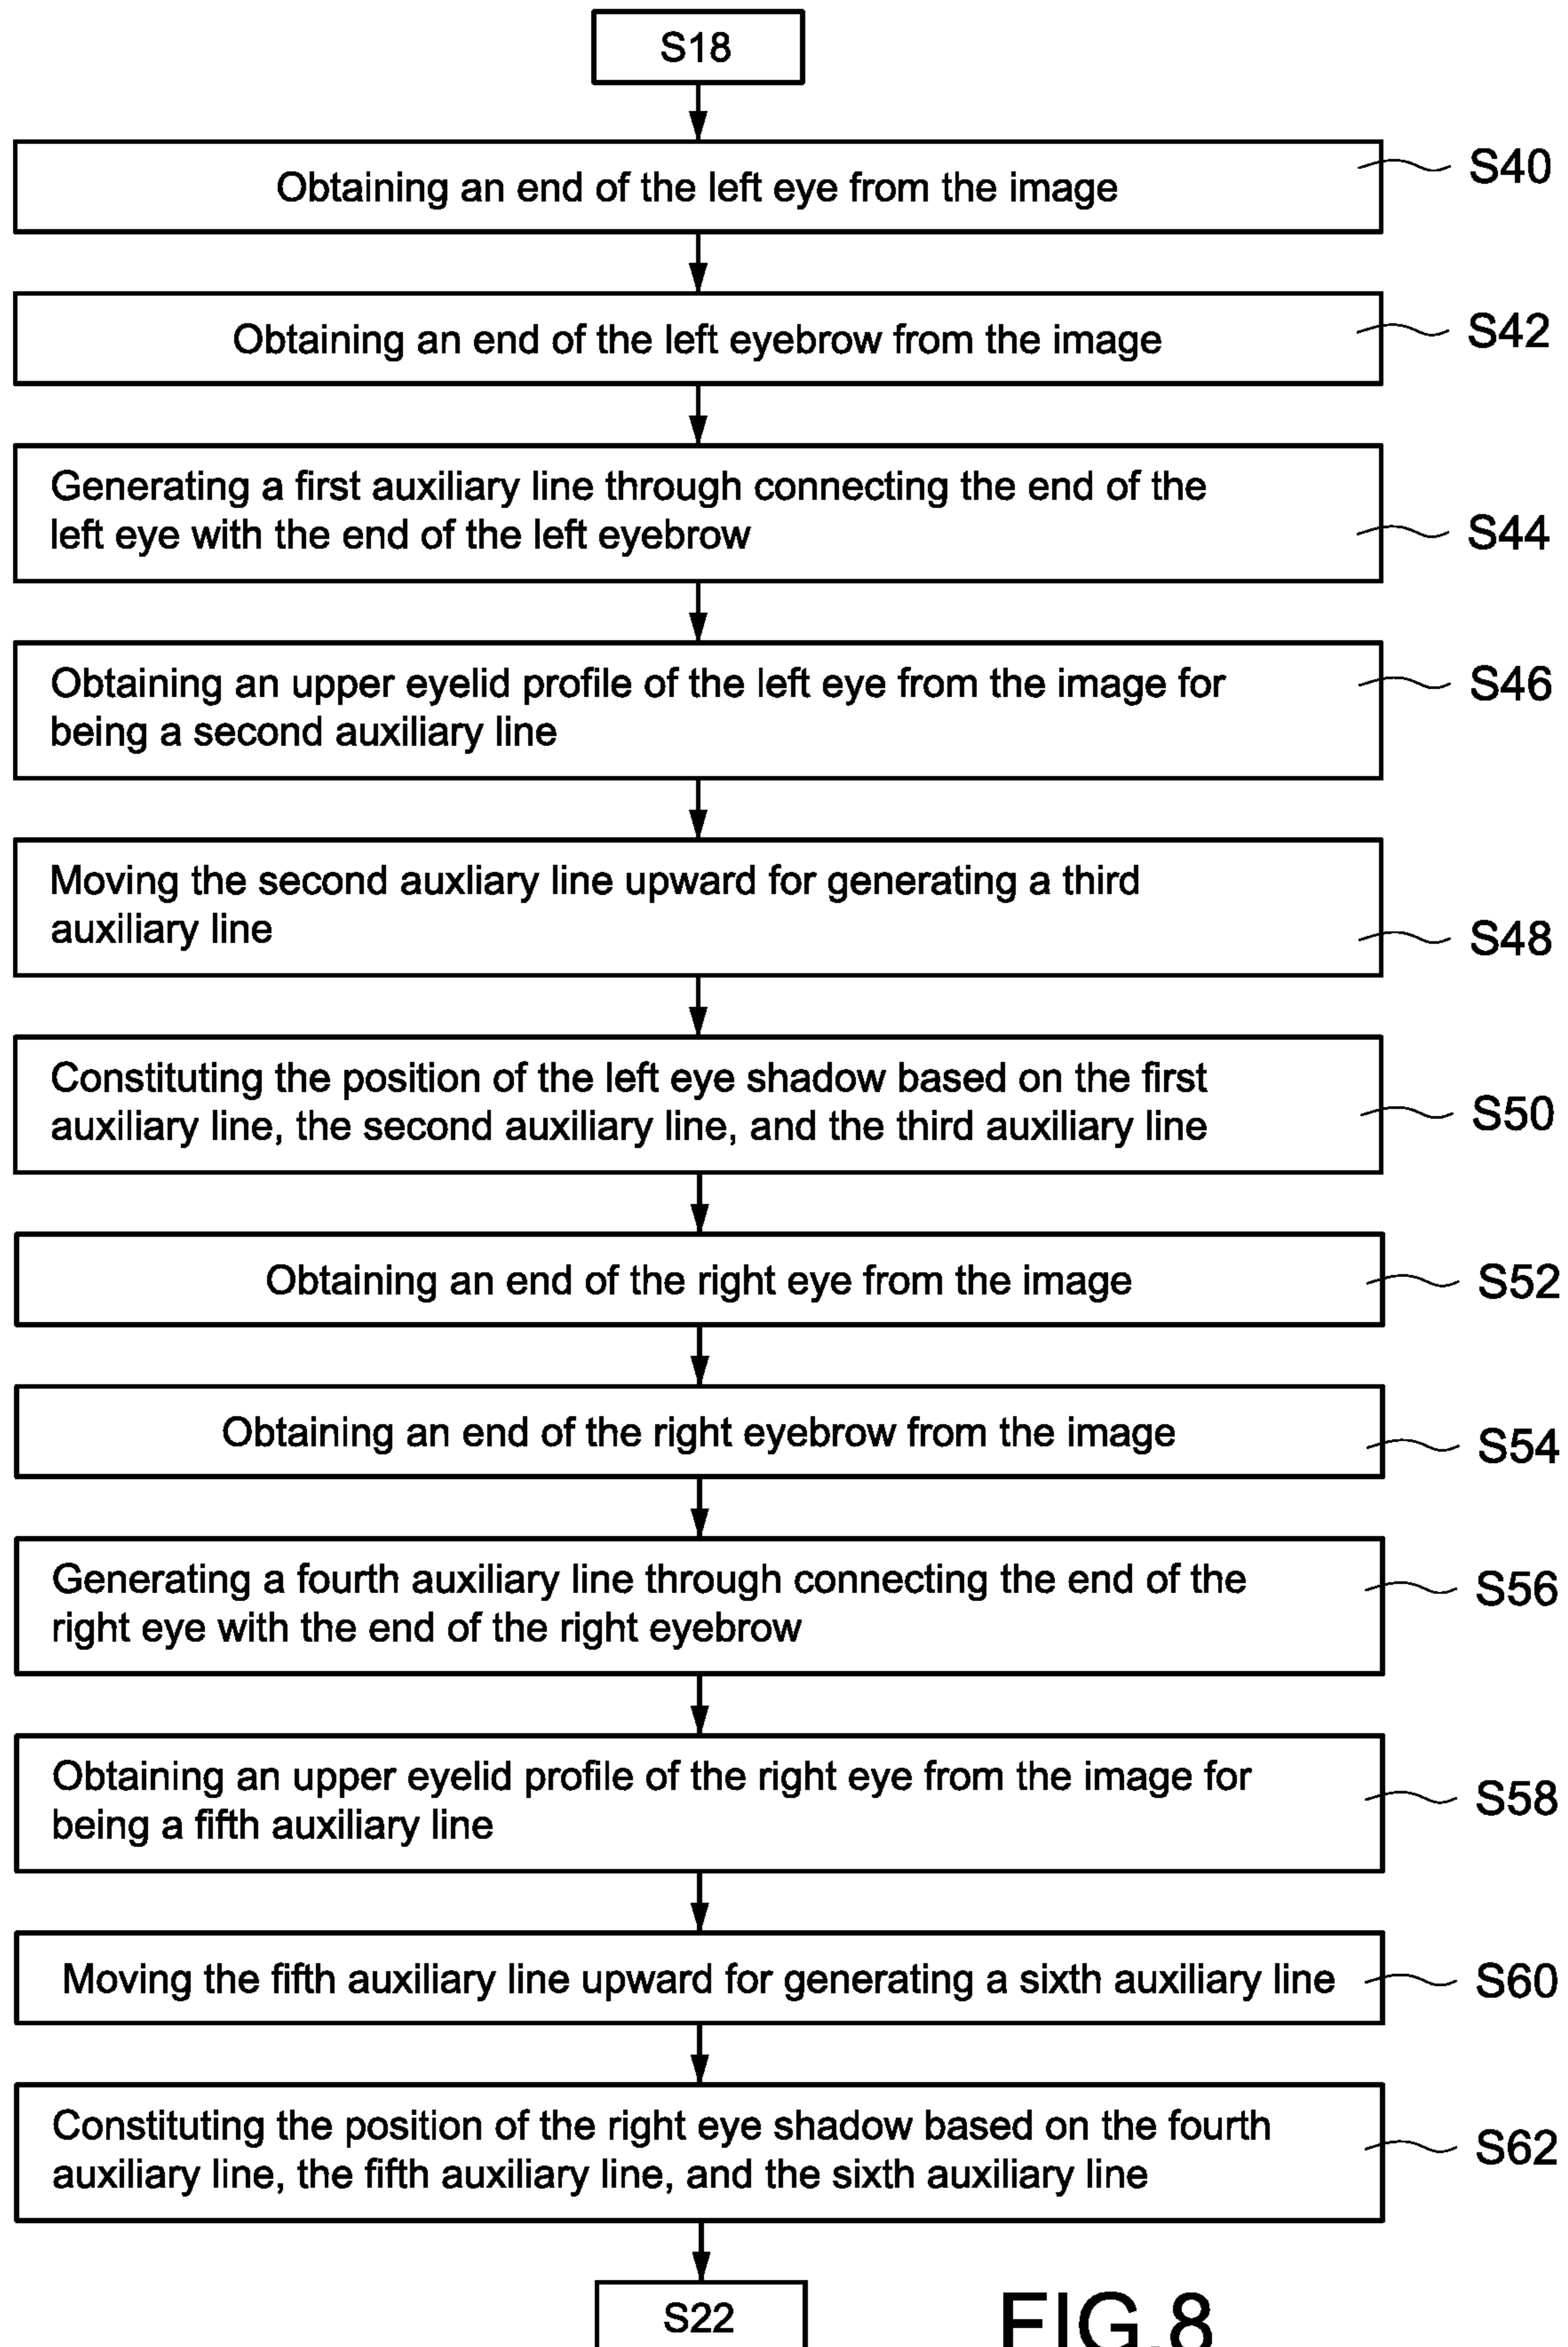 S18
Obtaining an end of the left eye from the image
S40
Obtaining an end of the left eyebrow from the image
S42
Generating a first auxiliary line through connecting the end of the
left eye with the end of the left eyebrow
S44
Obtaining an upper eyelid profile of the left eye from the image for
being a second auxiliary line
S46
Moving the second auxliary line upward for generating a third
auxiliary line
S48
Constituting the position of the left eye shadow based on the first
auxiliary line, the second auxiliary line, and the third auxiliary line
S50
Obtaining an end of the right eye from the image
S52
Obtaining an end of the right eyebrow from the image
S54
Generating a fourth auxiliary line through connecting the end of the
right eye with the end of the right eyebrow
S56
Obtaining an upper eyelid profile of the right eye from the image for
being a fifth auxiliary line
S58
Moving the fifth auxiliary line upward for generating a sixth auxiliary line
S60
Constituting the position of the right eye shadow based on the fourth
auxiliary line, the fifth auxiliary line, and the sixth auxiliary line
S62
S22
FIG.8